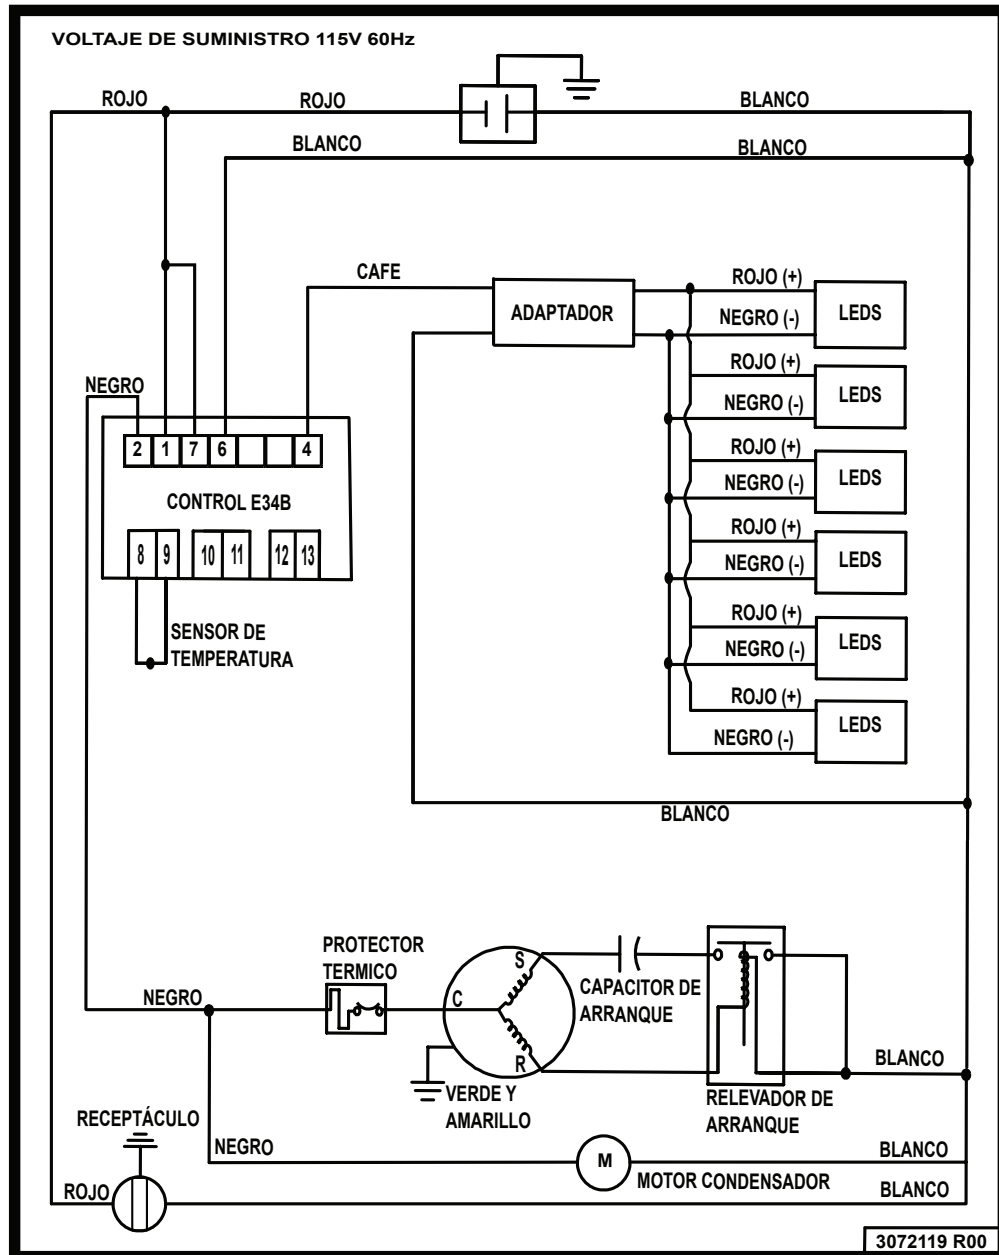 VOLTAJE DE SUMINISTRO 115V 60Hz
ROJO
ROJO
BLANCO
BLANCO
BLANCO
CAFE
ADAPTADOR
ROJO (+)
NEGRO (-)
LEDS
ROJO (+)
NEGRO (-)
LEDS
ROJO (+)
NEGRO (-)
LEDS
ROJO (+)
NEGRO (-)
LEDS
ROJO (+)
NEGRO (-)
LEDS
ROJO (+)
NEGRO (-)
LEDS
NEGRO
2 1 7 6 4
CONTROL E34B
8 9 10 11 12 13
SENSOR DE
TEMPERATURA
BLANCO
PROTECTOR
TERMICO
NEGRO
C
S
R
CAPACITOR DE
ARRANQUE
VERDE Y
AMARILLO
RELEVADOR DE
ARRANQUE
BLANCO
RECEPTÁCULO
NEGRO
M
MOTOR CONDENSADOR
BLANCO
ROJO
BLANCO
3072119 R00